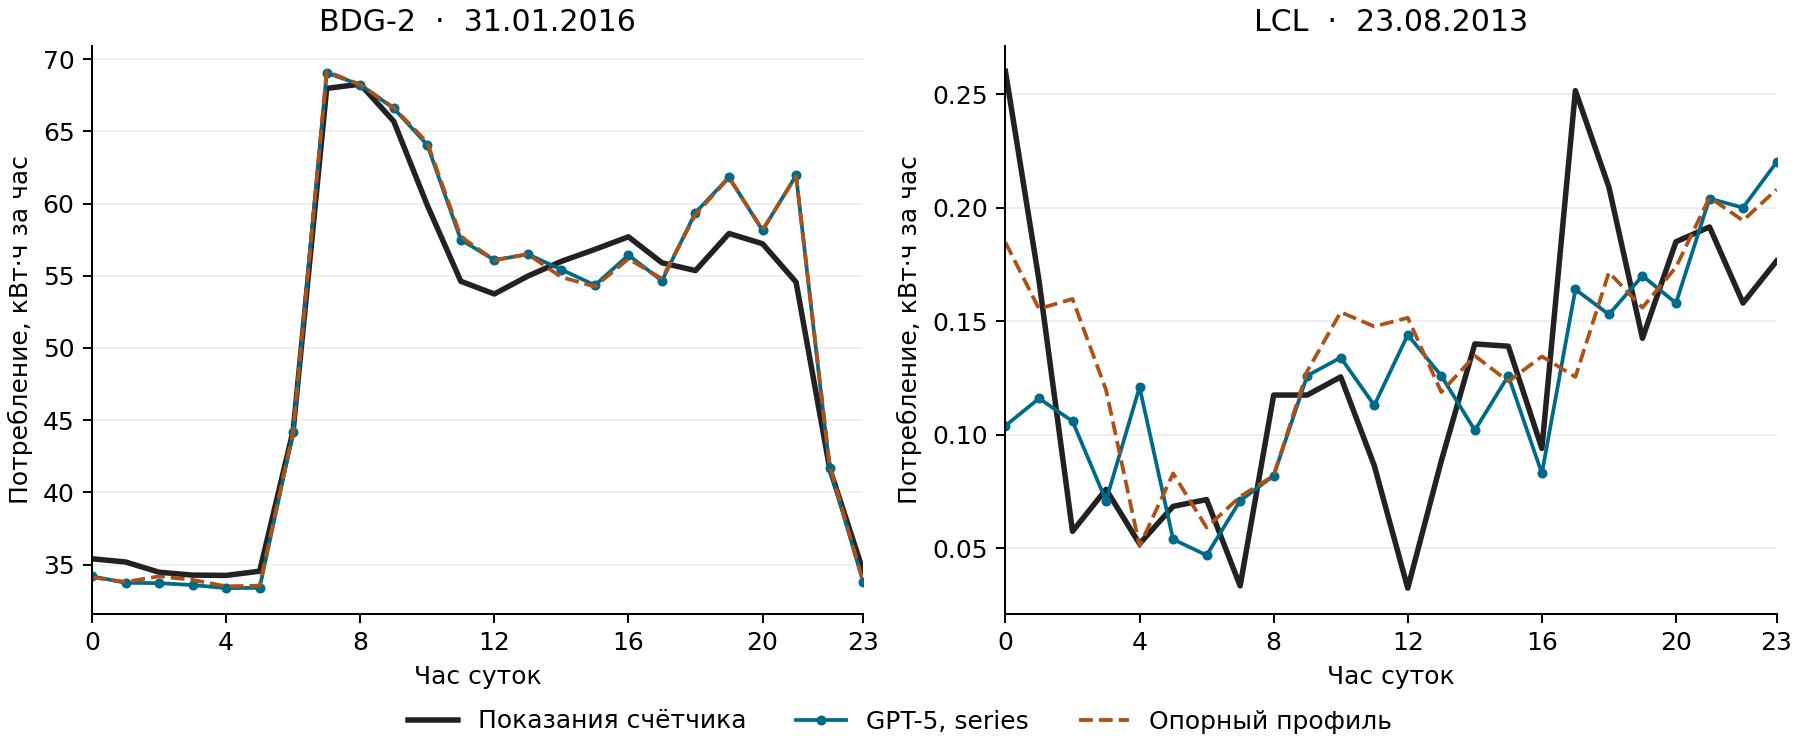 BDG-2 · 31.01.2016
Потребление, кВт·ч за час
70
65
60
55
50
45
40
35
0 4 8 12 16 20 23
Час суток
LCL · 23.08.2013
Потребление, кВт·ч за час
0.25
0.20
0.15
0.10
0.05
0 4 8 12 16 20 23
Час суток
Показания счётчика GPT-5, series Опорный профиль